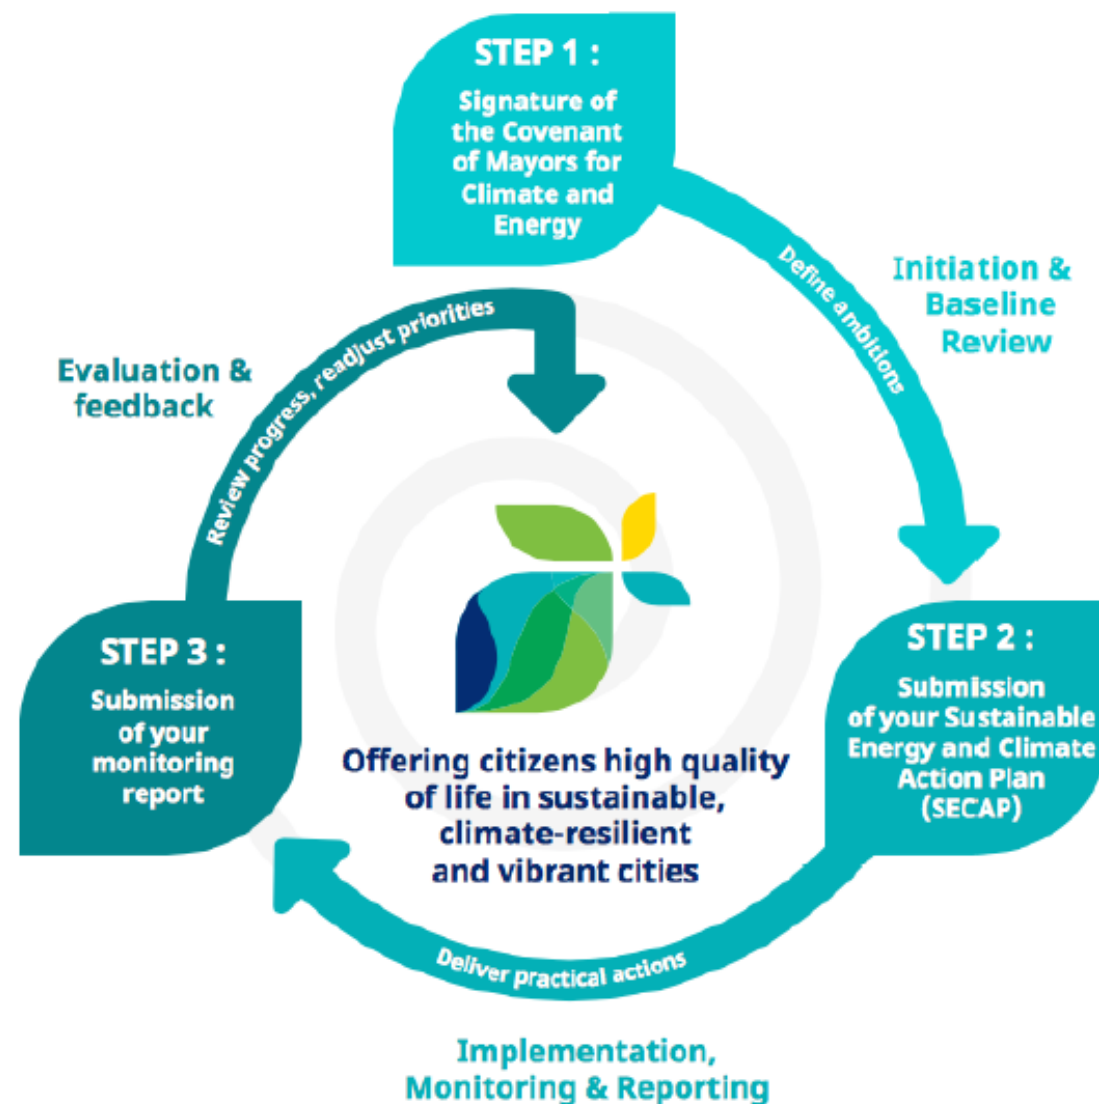 STEP 1 :
Signature of
the Covenant
of Mayors for
Climate and
Energy
Define ambitions
Initiation &
Baseline
Review
STEP 2 :
Submission
of your Sustainable
Energy and Climate
Action Plan
(SECAP)
Deliver practical actions
Implementation,
Monitoring & Reporting
STEP 3 :
Submission
of your
monitoring
report
Review progress, readjust priorities
Evaluation &
feedback
Offering citizens high quality
of life in sustainable,
climate-resilient
and vibrant cities